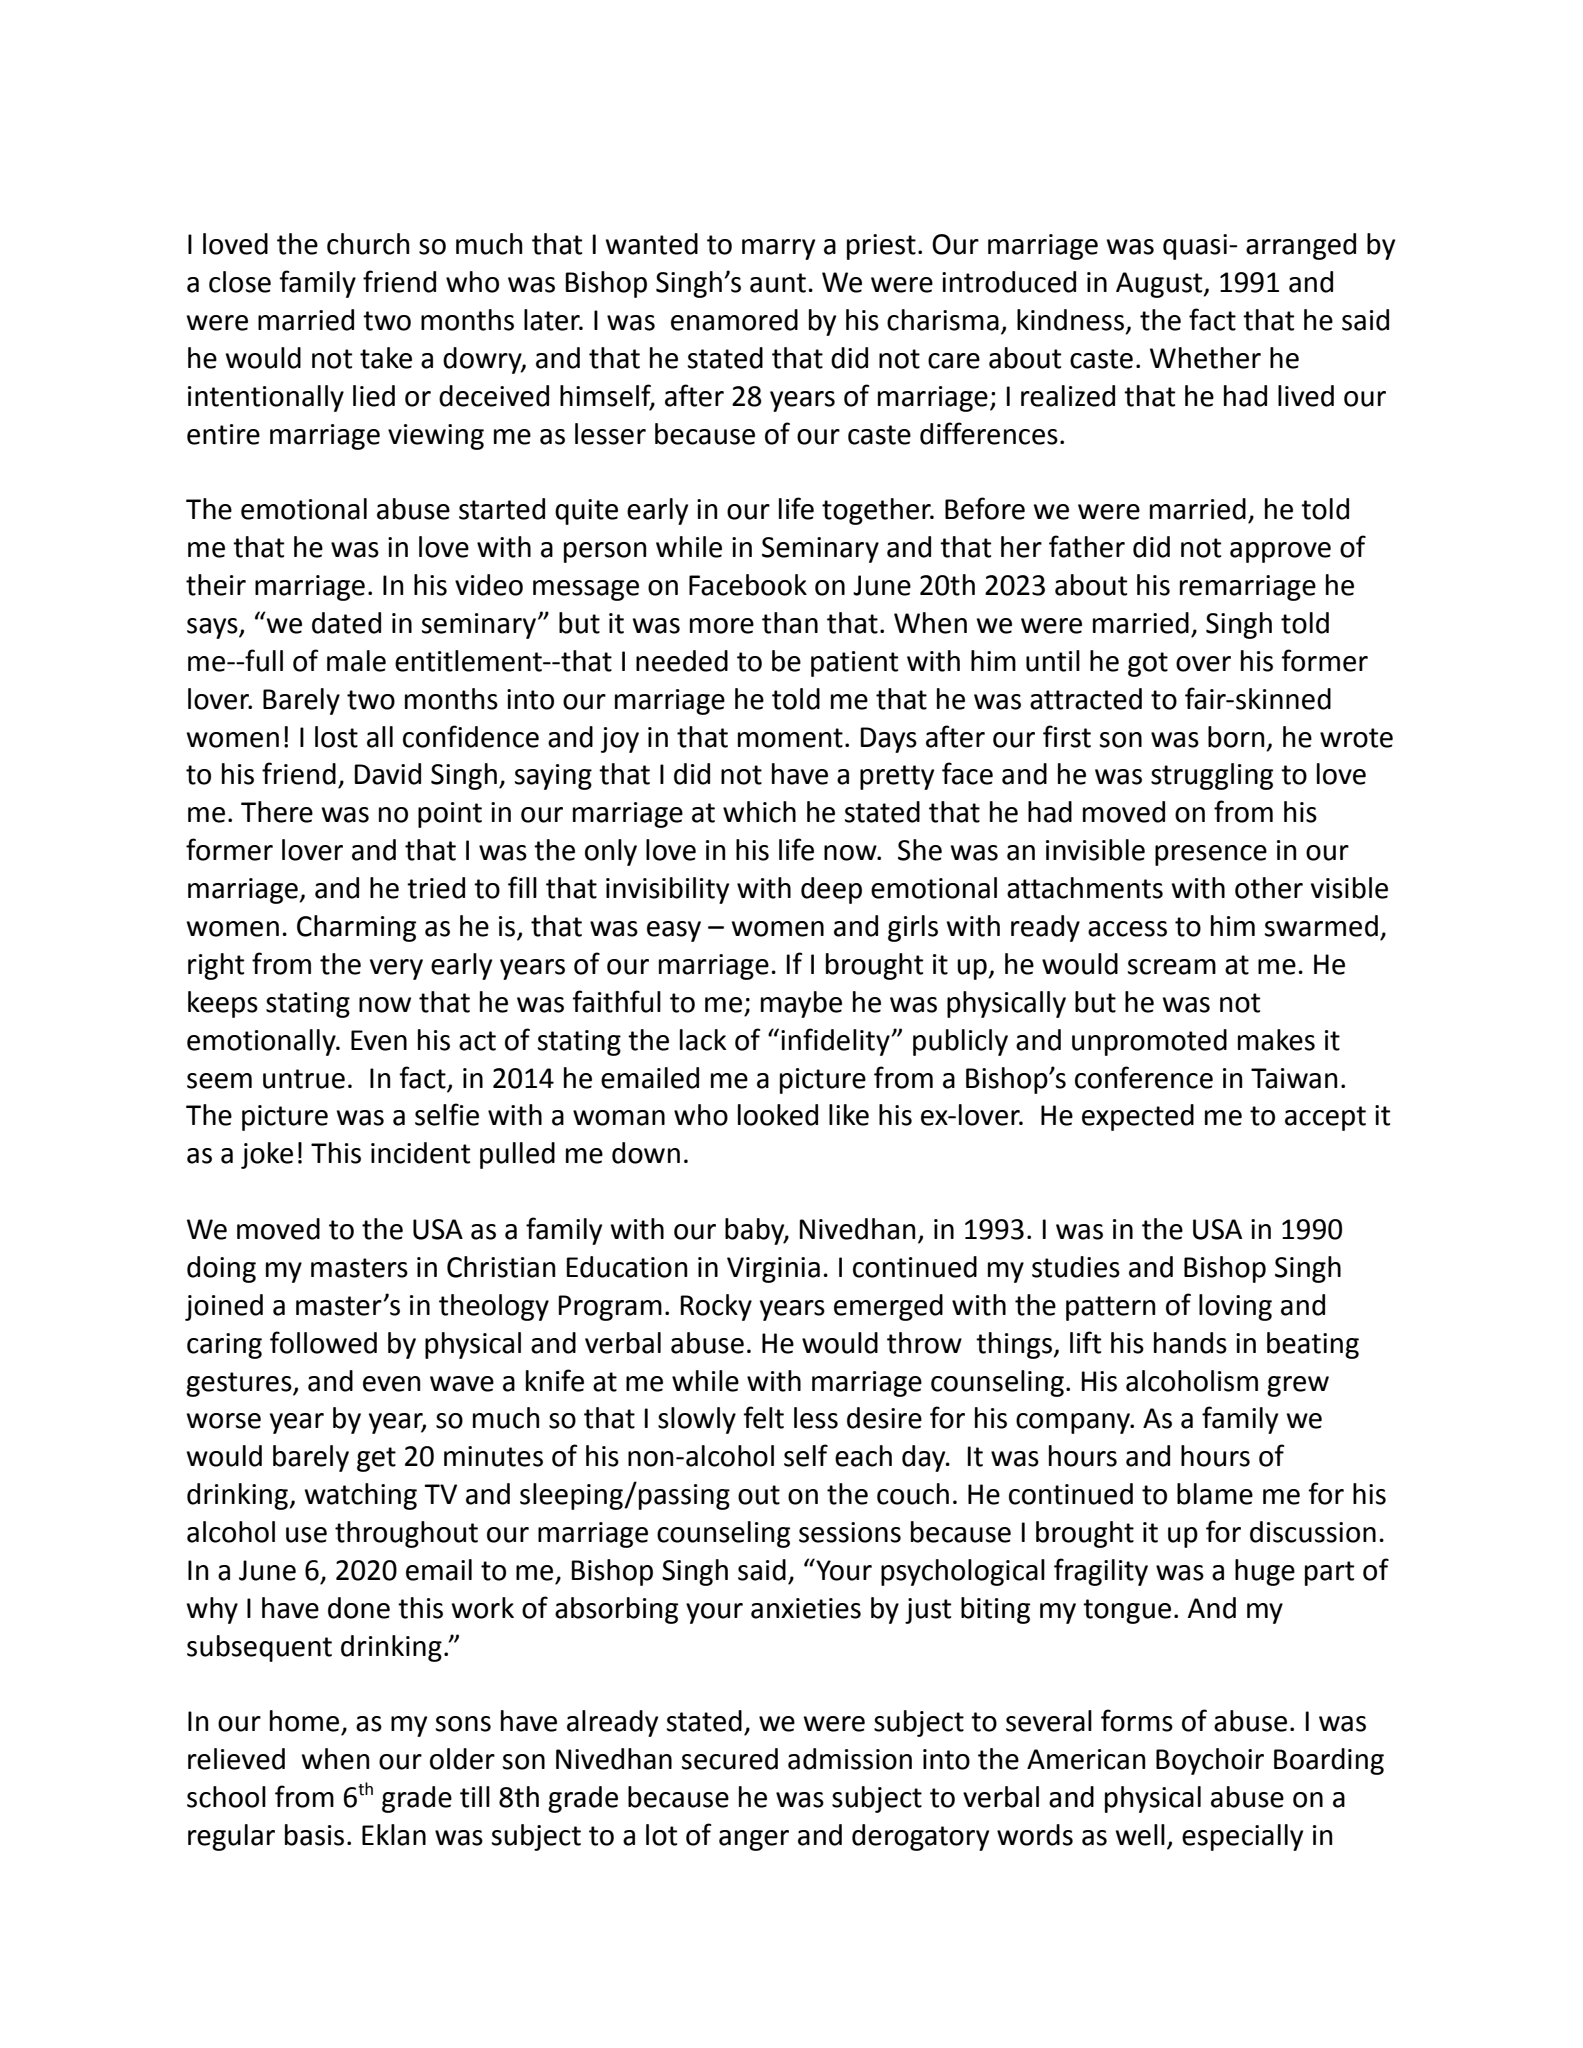 I loved the church so much that I wanted to marry a priest. Our marriage was quasi- arranged by
a close family friend who was Bishop Singh’s aunt. We were introduced in August, 1991 and
were married two months later. I was  enamored by his charisma, kindness, the fact that he said
he would not take a dowry, and that he stated that did not care about caste. Whether he
intentionally lied or deceived himself, after 28 years of marriage; I realized that he had lived our
entire marriage viewing me as lesser because of our caste differences.

The emotional abuse started quite early in our life together. Before we were married, he told
me that he was in love with a person while in Seminary and that her father did not approve of
their marriage. In his video message on Facebook on June 20th 2023 about his remarriage he
says, “we dated in seminary” but it was more than that. When we were married, Singh told
me--full of male entitlement--that I needed to be patient with him until he got over his former
lover. Barely two months into our marriage he told me that he was attracted to fair-skinned
women! I lost all confidence and joy in that moment. Days after our first son was born, he wrote
to his friend, David Singh, saying that I did not have a pretty face and he was struggling to love
me. There was no point in our marriage at which he stated that he had moved on from his
former lover and that I was the only love in his life now.  She was an invisible presence in our
marriage, and he tried to fill that invisibility with deep emotional attachments with other visible
women. Charming as he is, that was easy – women and girls with ready access to him swarmed,
right from the very early years of our marriage. If I brought it up, he would scream at me. He
keeps stating now that he was faithful to me; maybe he was physically but he was not
emotionally. Even his act of stating the lack of “infidelity” publicly and unpromoted makes it
seem untrue.  In fact, in 2014 he emailed me a picture from a Bishop’s conference in Taiwan.
The picture was a selfie with a woman who looked like his ex-lover.  He expected me to accept it
as a joke! This incident pulled me down.

We moved to the USA as a family with our baby, Nivedhan, in 1993. I was in the USA in 1990
doing my masters in Christian Education in Virginia. I continued my studies and Bishop Singh
joined a master’s in theology Program. Rocky years emerged with the pattern of loving and
caring followed by physical and verbal abuse. He would throw  things, lift his hands in beating
gestures, and even wave a knife at me while with marriage counseling. His alcoholism grew
worse year by year, so much so that I slowly felt less desire for his company. As a family we
would barely get 20 minutes of his non-alcohol self each day.  It was hours and hours of
drinking, watching TV and sleeping/passing out on the couch. He continued to blame me for his
alcohol use throughout our marriage counseling sessions because I brought it up for discussion.
In a June 6, 2020 email to me, Bishop Singh said, “Your psychological fragility was a huge part of
why I have done this work of absorbing your anxieties by just biting my tongue. And my
subsequent drinking.”

In our home, as my sons have already stated, we were subject to several forms of abuse. I was
relieved  when our older son Nivedhan secured admission into the American Boychoir Boarding
school from 6th grade till 8th grade because he was subject to verbal and physical abuse on a
regular basis. Eklan was subject to a lot of anger and derogatory words as well, especially in